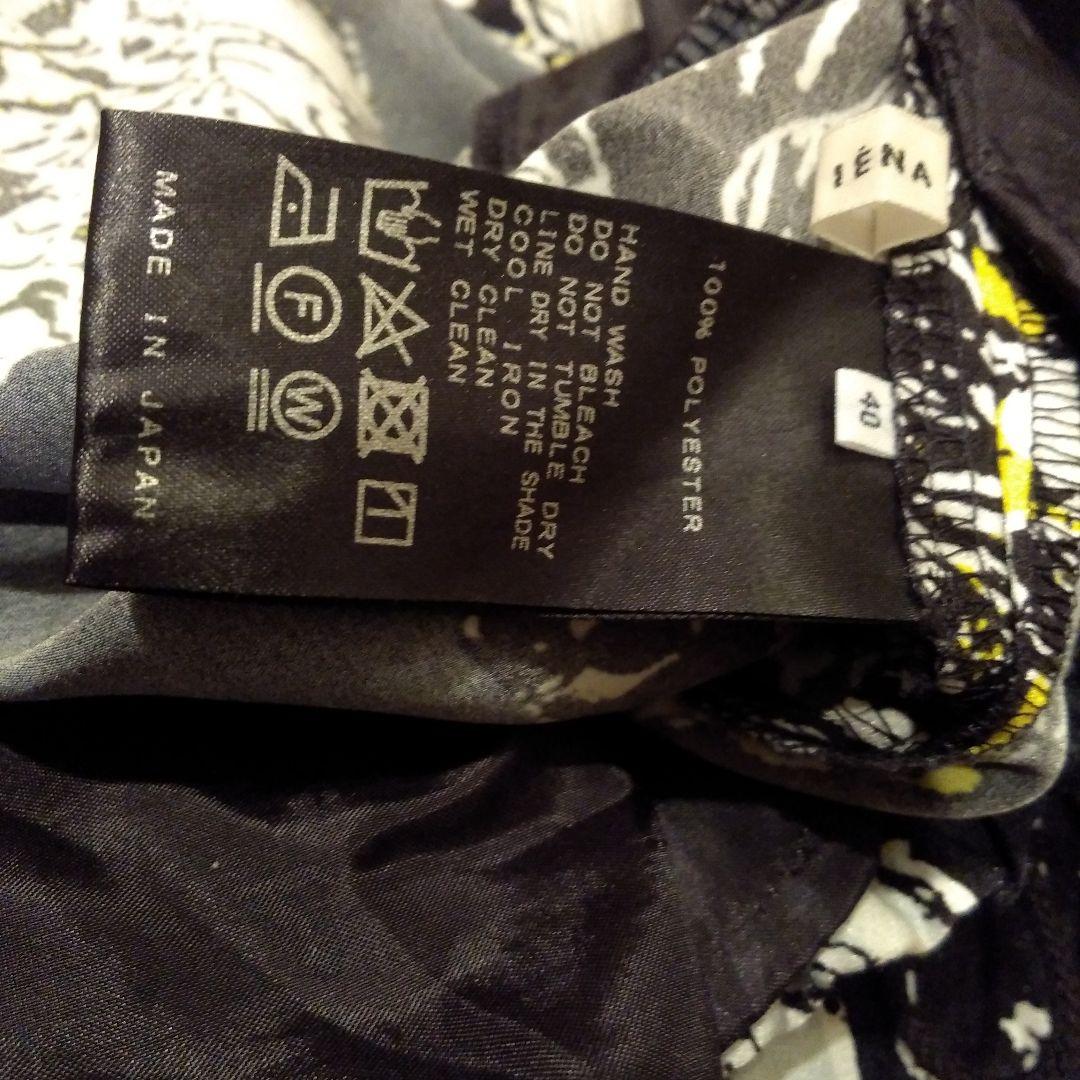 IÉNA
40
100% POLYESTER
HAND WASH
DO NOT BLEACH
DO NOT TUMBLE DRY
LINE DRY IN THE SHADE
COOL IRON
DRY CLEAN
WET CLEAN
F
W
MADE IN JAPAN